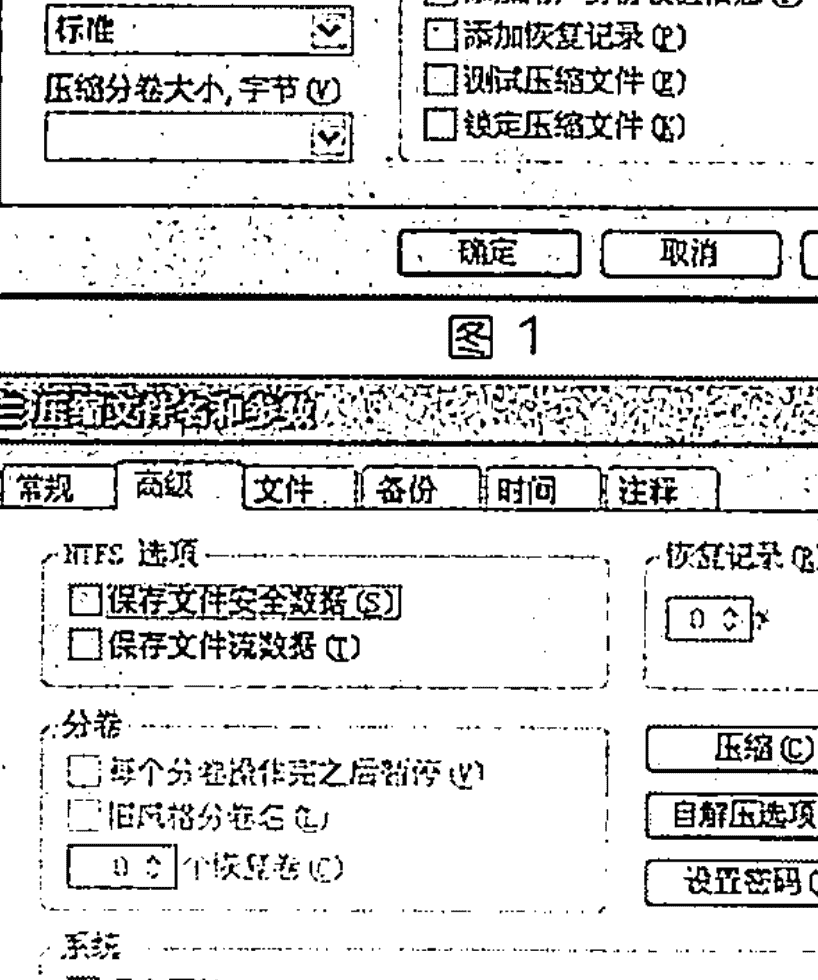 标准
压缩分卷大小,字节(V)
添加恢复记录(P)
测试压缩文件(E)
锁定压缩文件(K)
确定 取消
图 1
压缩文件名和参数
常规 高级 文件 备份 时间 注释
NTFS 选项
保存文件安全数据(S)
保存文件流数据(T)
恢复记录(R
0 %
分卷
每个分卷操作完之后暂停(V)
旧风格分卷名(L)
0 个恢复卷(C)
压缩(C)
自解压选项
设置密码(
系统